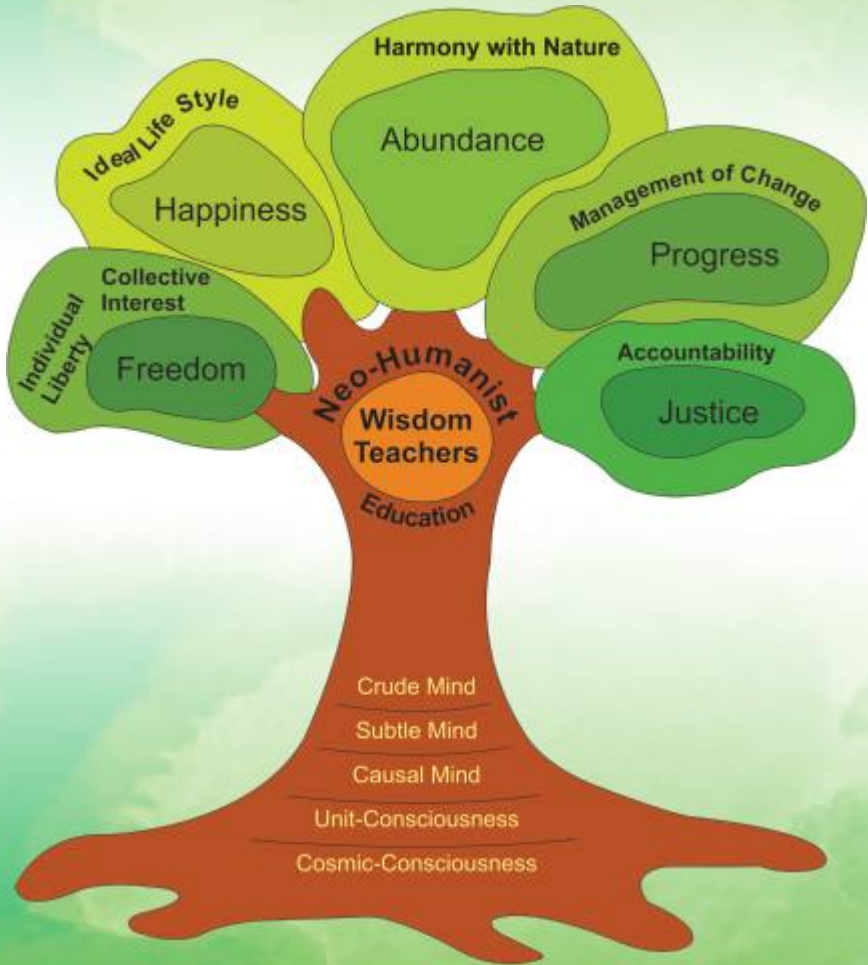 Harmony with Nature
Abundance
Ideal Life Style
Happiness
Management of Change
Progress
Individual
Liberty
Collective
Interest
Freedom
Accountability
Justice
Neo-Humanist
Wisdom
Teachers
Education
Crude Mind
Subtle Mind
Causal Mind
Unit-Consciousness
Cosmic-Consciousness